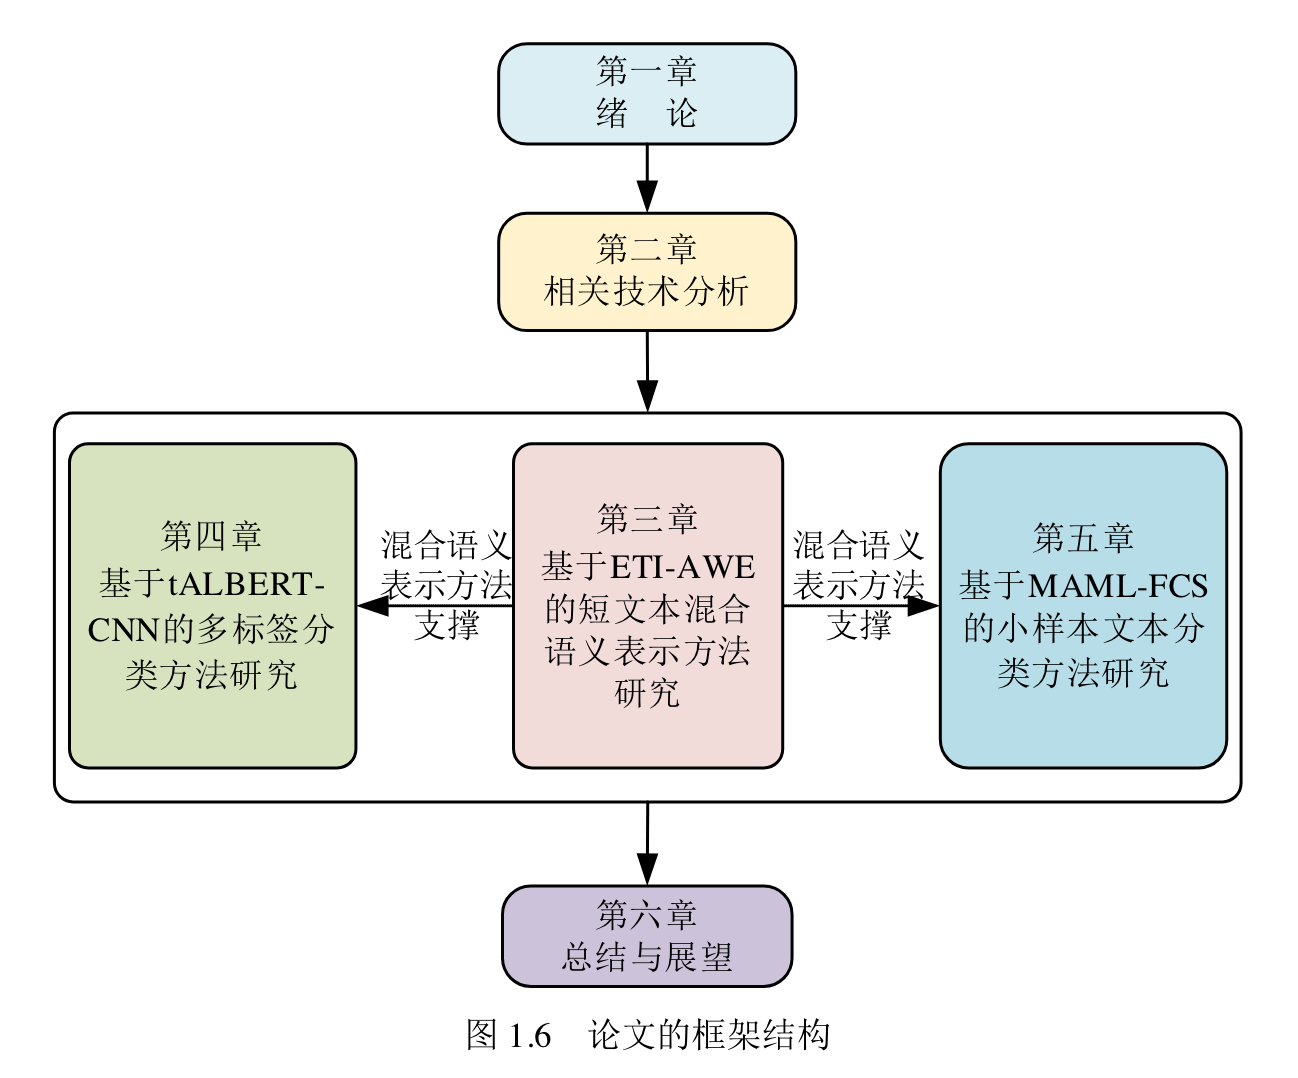 第一章
绪 论
第二章
相关技术分析
第四章
基于tALBERT-
CNN的多标签分
类方法研究
混合语义
表示方法
支撑
第三章
基于ETI-AWE
的短文本混合
语义表示方法
研究
混合语义
表示方法
支撑
第五章
基于MAML-FCS
的小样本文本分
类方法研究
第六章
总结与展望
图 1.6 论文的框架结构